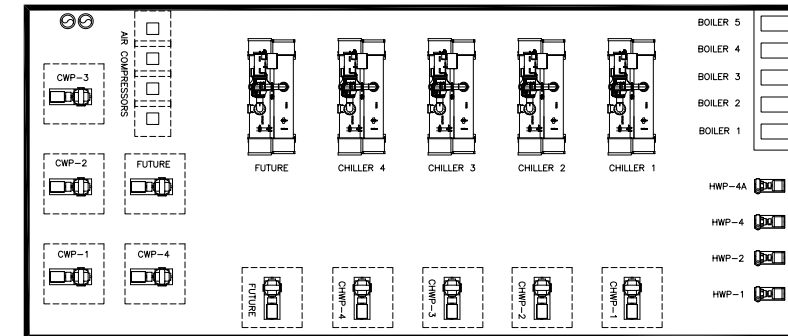 BOILER 5
BOILER 4
BOILER 3
BOILER 2
BOILER 1
AIR COMPRESSORS
CWP-3
CWP-2
FUTURE
FUTURE
CHILLER 4
CHILLER 3
CHILLER 2
CHILLER 1
HWP-4A
HWP-4
HWP-2
HWP-1
CWP-1
CWP-4
FUTURE
CHWP-4
CHWP-3
CHWP-2
CHWP-1